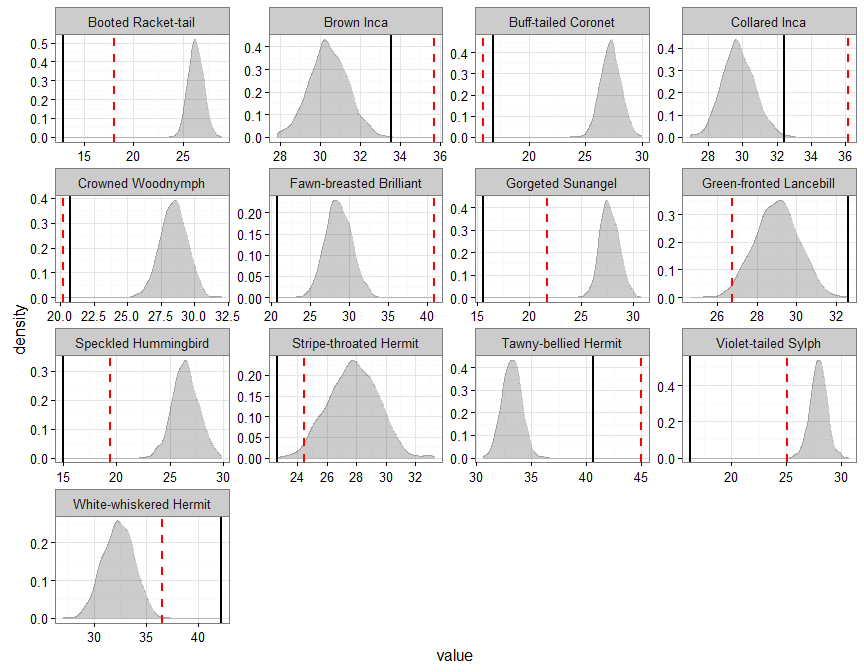 Booted Racket-tail Brown Inca Buff-tailed Coronet Collared Inca
0.5 0.4 0.3 0.2 0.1 0.0 0.4 0.3 0.2 0.1 0.0 0.4 0.3 0.2 0.1 0.0 0.4 0.3 0.2 0.1 0.0
15 20 25 28 30 32 34 36 20 25 30 28 30 32 34 36
Crowned Woodnymph Fawn-breasted Brilliant Gorgeted Sunangel Green-fronted Lancebill
0.4 0.3 0.2 0.1 0.0 0.20 0.15 0.10 0.05 0.00 0.4 0.3 0.2 0.1 0.0 0.3 0.2 0.1 0.0
20.0 22.5 25.0 27.5 30.0 32.5 20 25 30 35 40 15 20 25 30 26 28 30 32
density
Speckled Hummingbird Stripe-throated Hermit Tawny-bellied Hermit Violet-tailed Sylph
0.3 0.2 0.1 0.0 0.20 0.15 0.10 0.05 0.00 0.4 0.3 0.2 0.1 0.0 0.4 0.2 0.0
15 20 25 30 24 26 28 30 32 30 35 40 45 20 25 30
White-whiskered Hermit
0.2 0.1 0.0
30 35 40
value